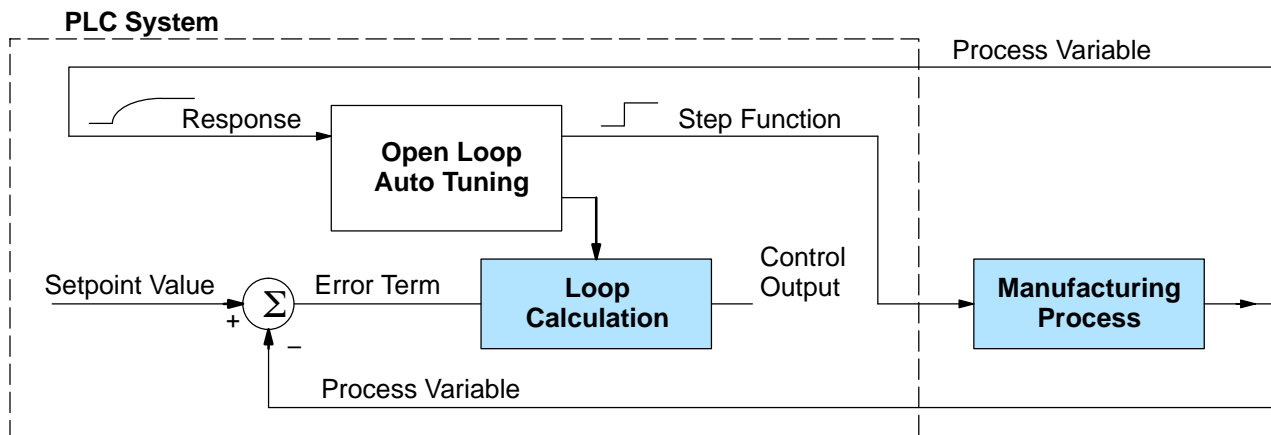 PLC System
Process Variable
Response
Step Function
Open Loop
Auto Tuning
Setpoint Value
Σ
+
−
Error Term
Loop
Calculation
Control
Output
Manufacturing
Process
Process Variable